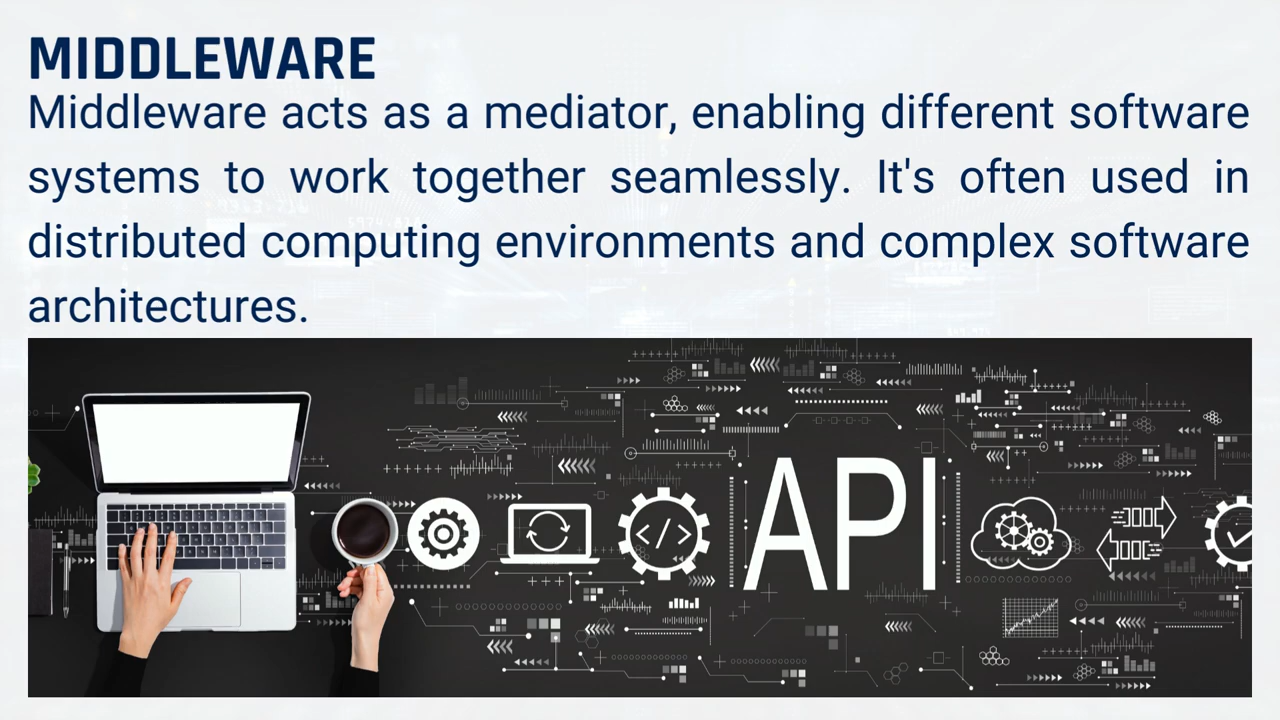 MIDDLEWARE
Middleware acts as a mediator, enabling different software
systems to work together seamlessly. It's often used in
distributed computing environments and complex software
architectures.
</>
API